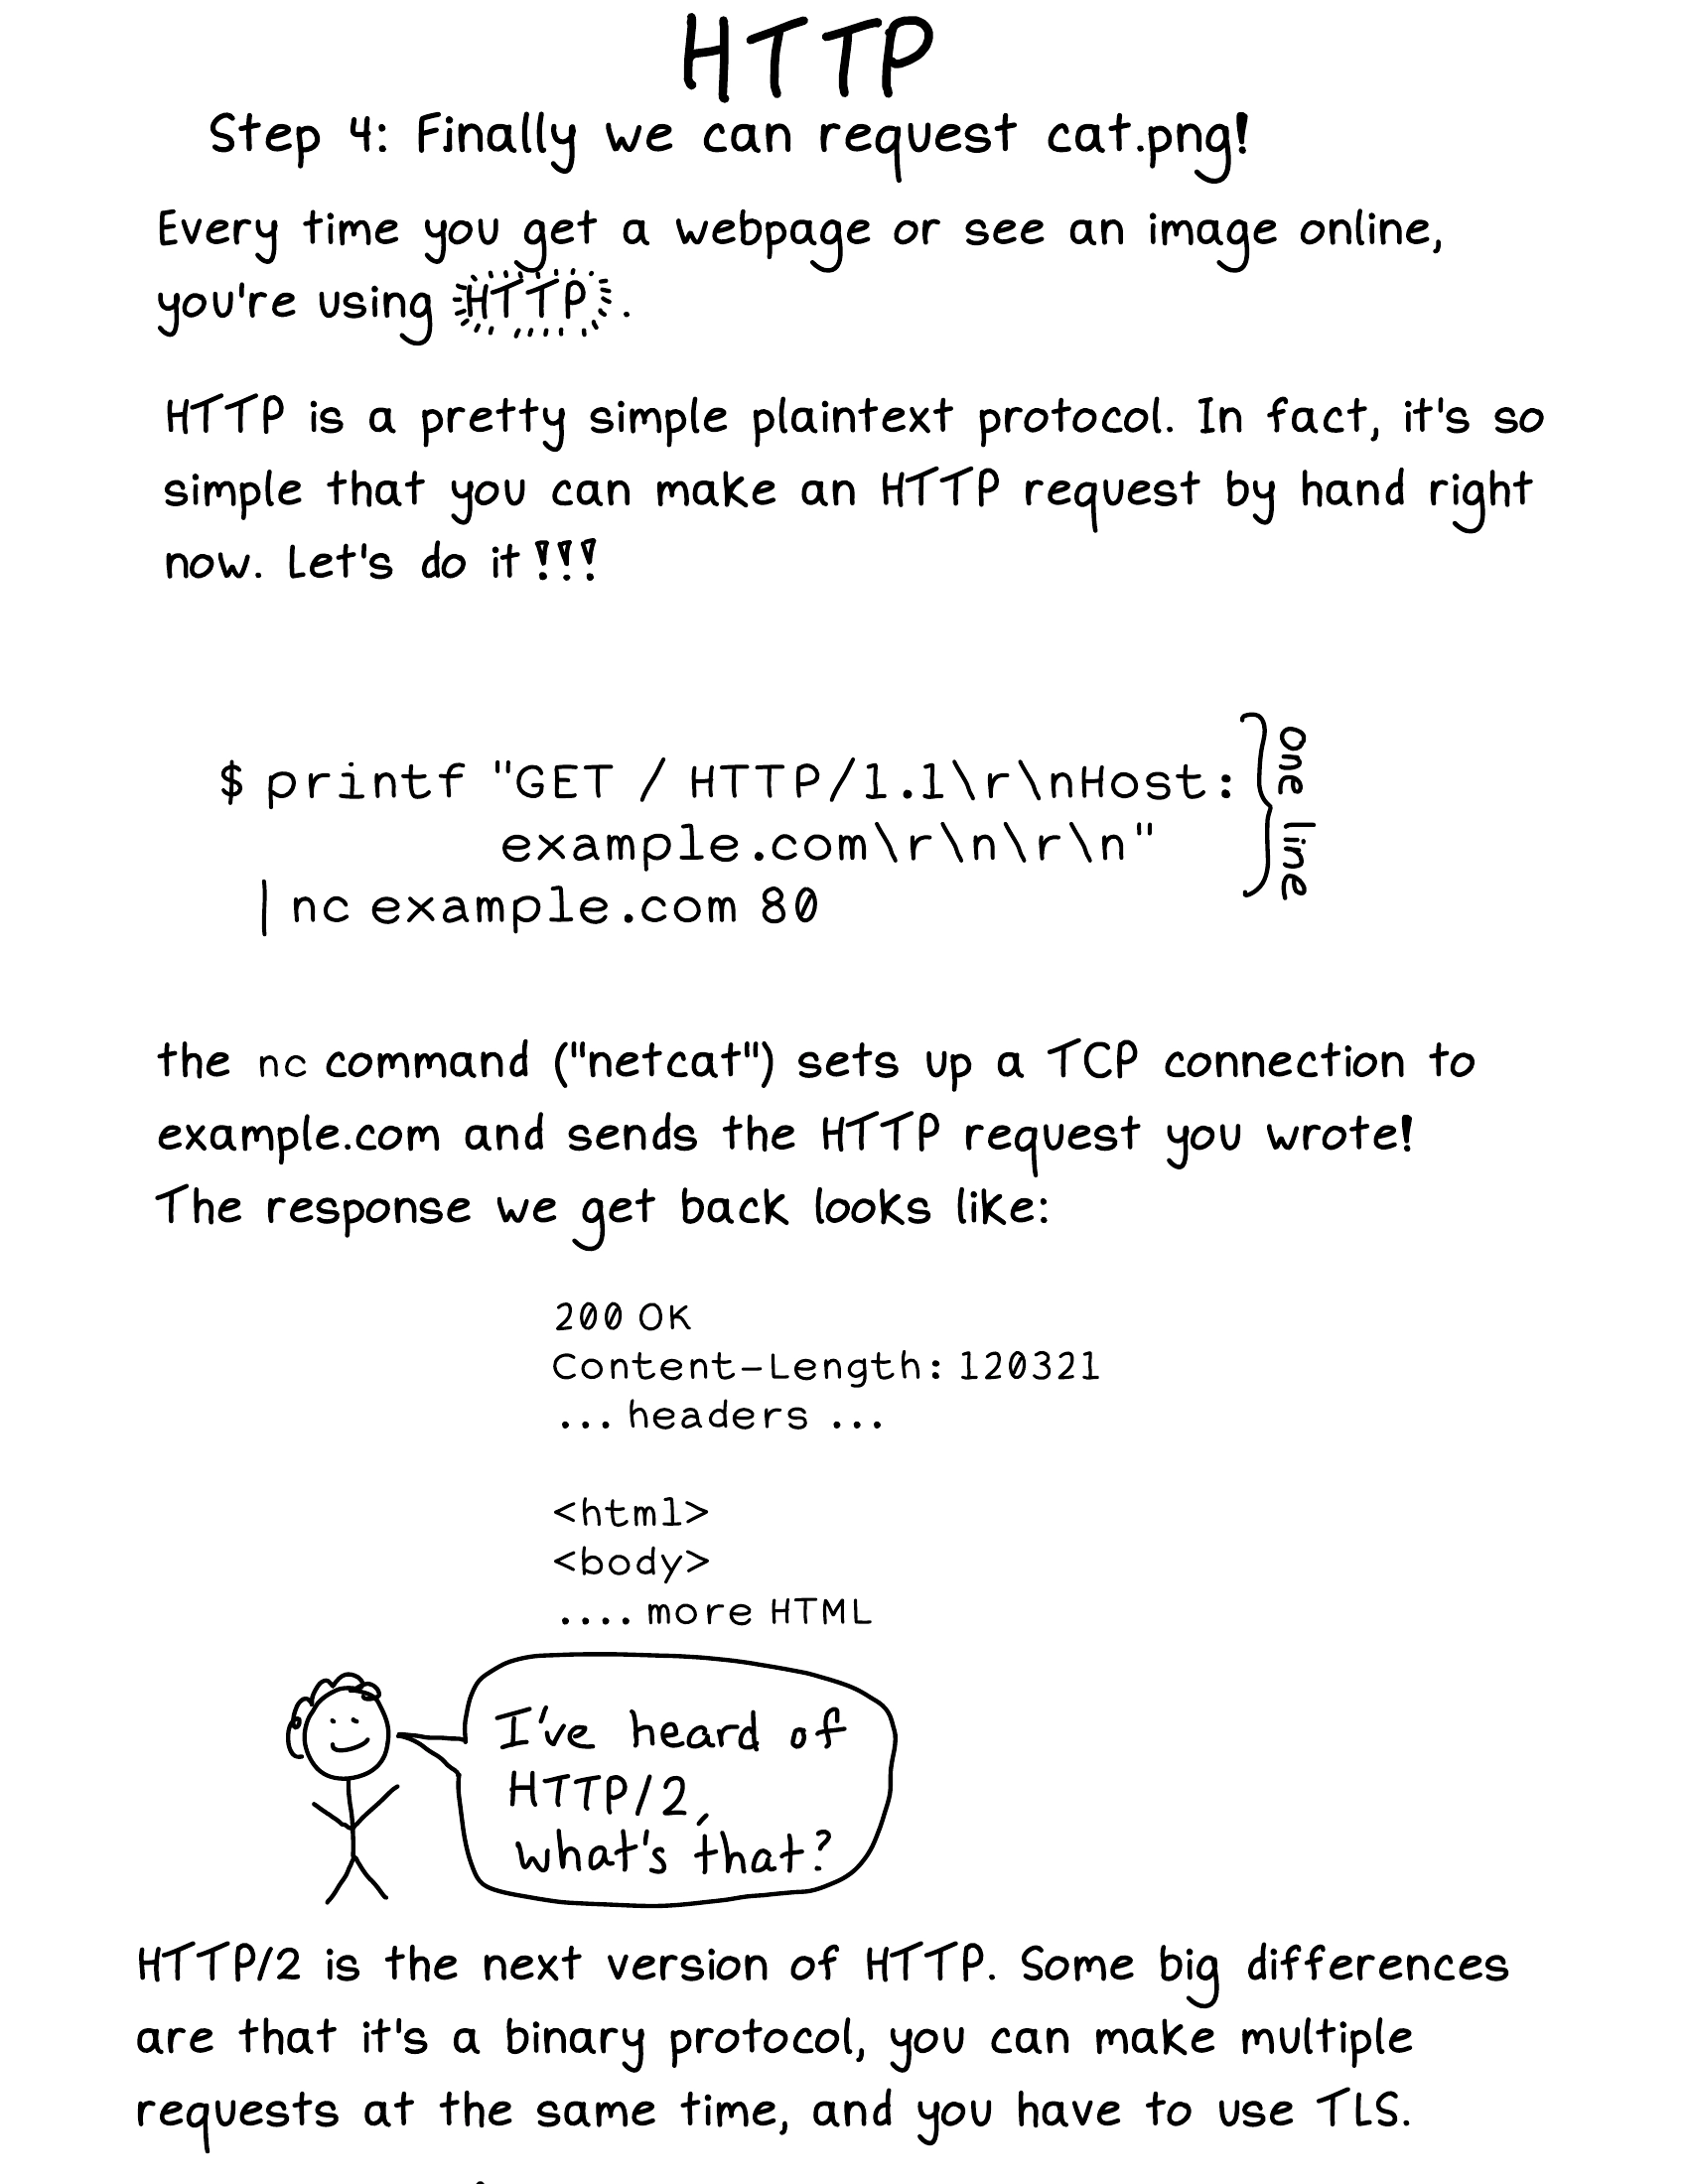 HTTP
Step 4: Finally we can request cat.png!
Every time you get a webpage or see an image online,
you're using HTTP.
HTTP is a pretty simple plaintext protocol. In fact, it's so
simple that you can make an HTTP request by hand right
now. Let's do it!!!
$ printf "GET / HTTP/1.1\r\nHost:
example.com\r\n\r\n"
| nc example.com 80
one line
the nc command ("netcat") sets up a TCP connection to
example.com and sends the HTTP request you wrote!
The response we get back looks like:
200 OK
Content-Length: 120321
... headers ...
<html>
<body>
.... more HTML
I've heard of
HTTP/2,
what's that?
HTTP/2 is the next version of HTTP. Some big differences
are that it's a binary protocol, you can make multiple
requests at the same time, and you have to use TLS.